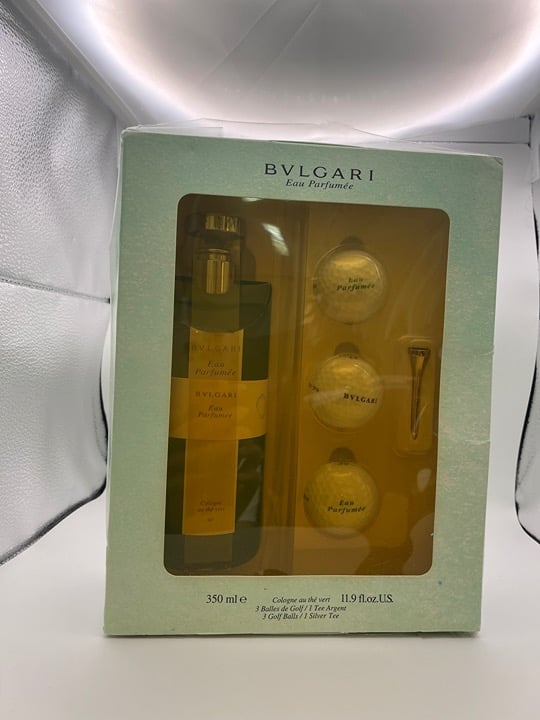 BVLGARI
Eau Parfumée
BVLGARI
Eau
Parfumée
BVLGARI
Eau
Parfumée
Cologne
au thé vert
Eau
Parfumée
BVLGARI
Eau
Parfumée
350 ml e Cologne au thé vert 11.9 fl.oz.U.S.
3 Balles de Golf / 1 Tee Argent
3 Golf Balls / 1 Silver Tee